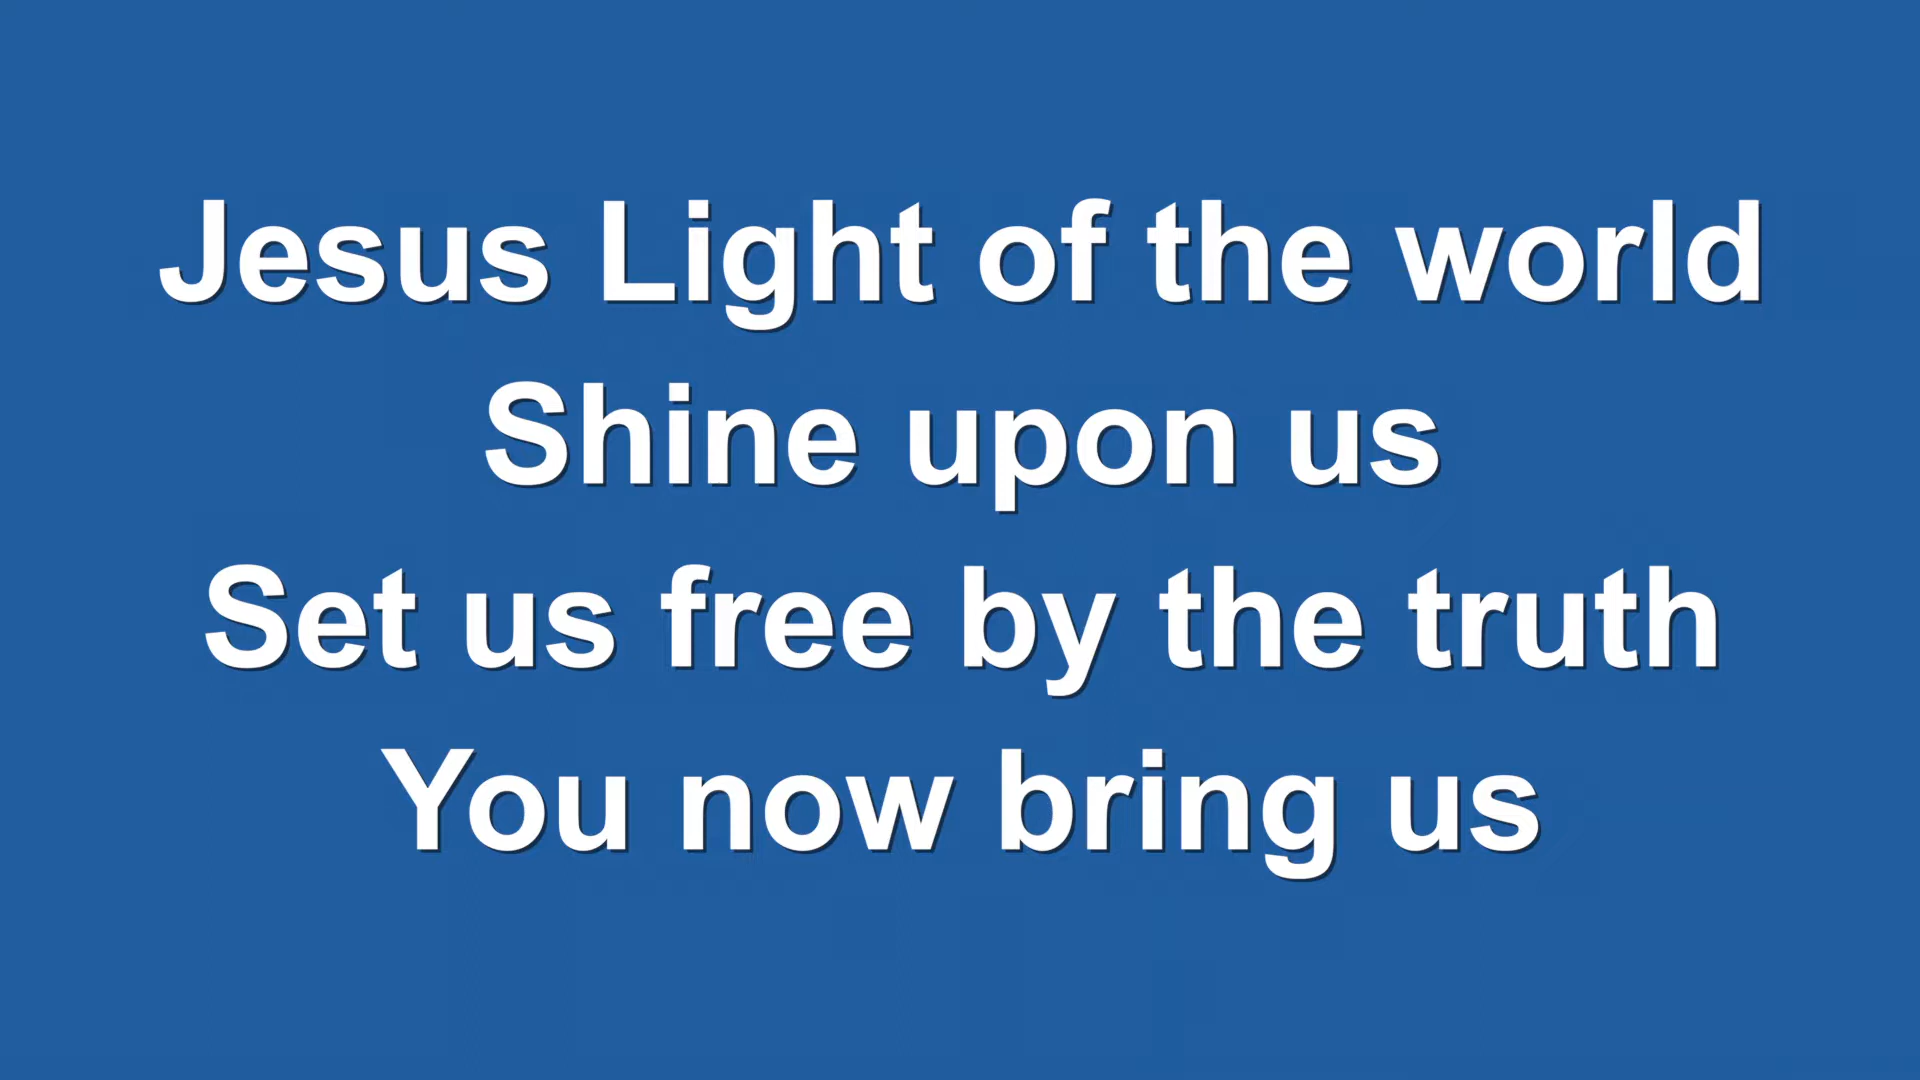 Jesus Light of the world
Shine upon us
Set us free by the truth
You now bring us